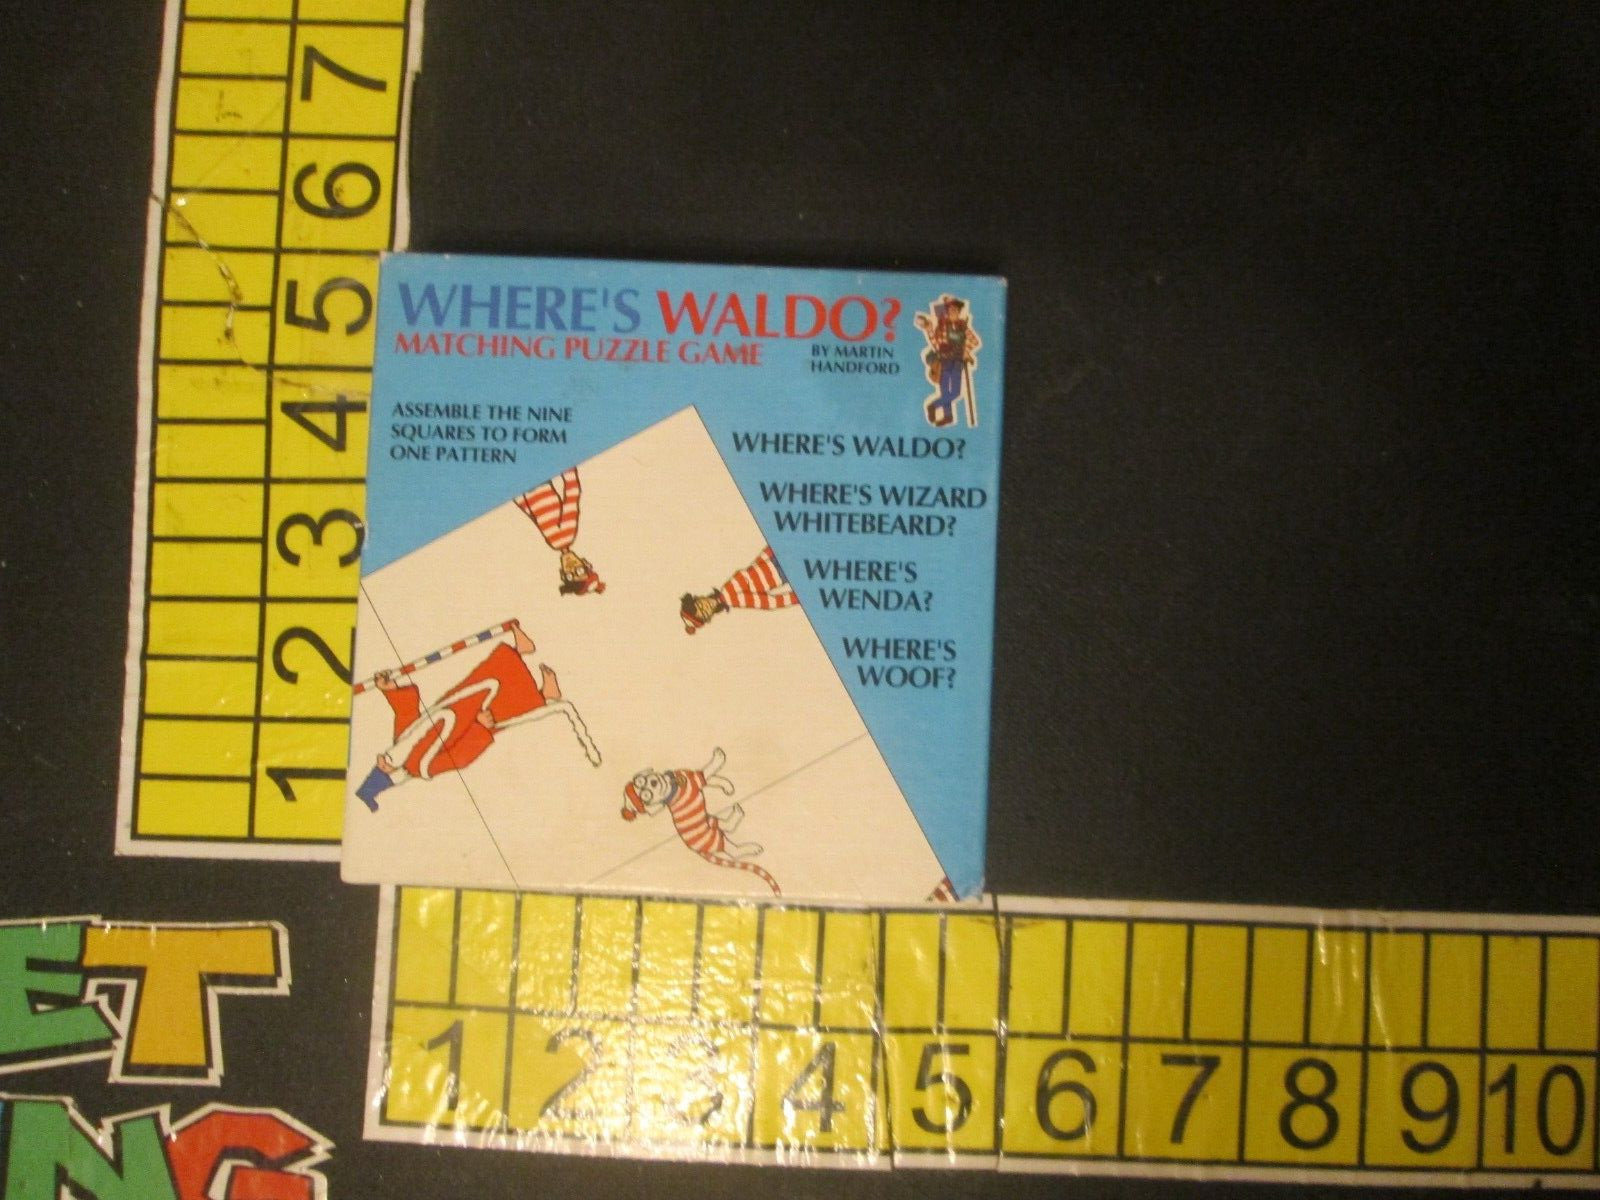 7
6
5
4
3
2
1
WHERE'S WALDO?
MATCHING PUZZLE GAME
BY MARTIN
HANDFORD
ASSEMBLE THE NINE
SQUARES TO FORM
ONE PATTERN
WHERE'S WALDO?
WHERE'S WIZARD
WHITEBEARD?
WHERE'S
WENDA?
WHERE'S
WOOF?
1 2 3 4 5 6 7 8 9 10
ET
NG